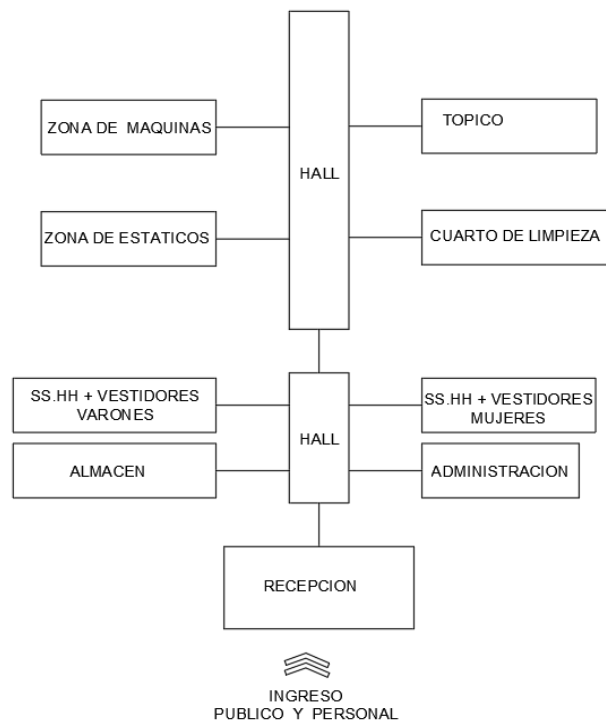 ZONA DE MAQUINAS
TOPICO
HALL
ZONA DE ESTATICOS
CUARTO DE LIMPIEZA
SS.HH + VESTIDORES
VARONES
SS.HH + VESTIDORES
MUJERES
HALL
ALMACEN
ADMINISTRACION
RECEPCION
INGRESO
PUBLICO Y PERSONAL